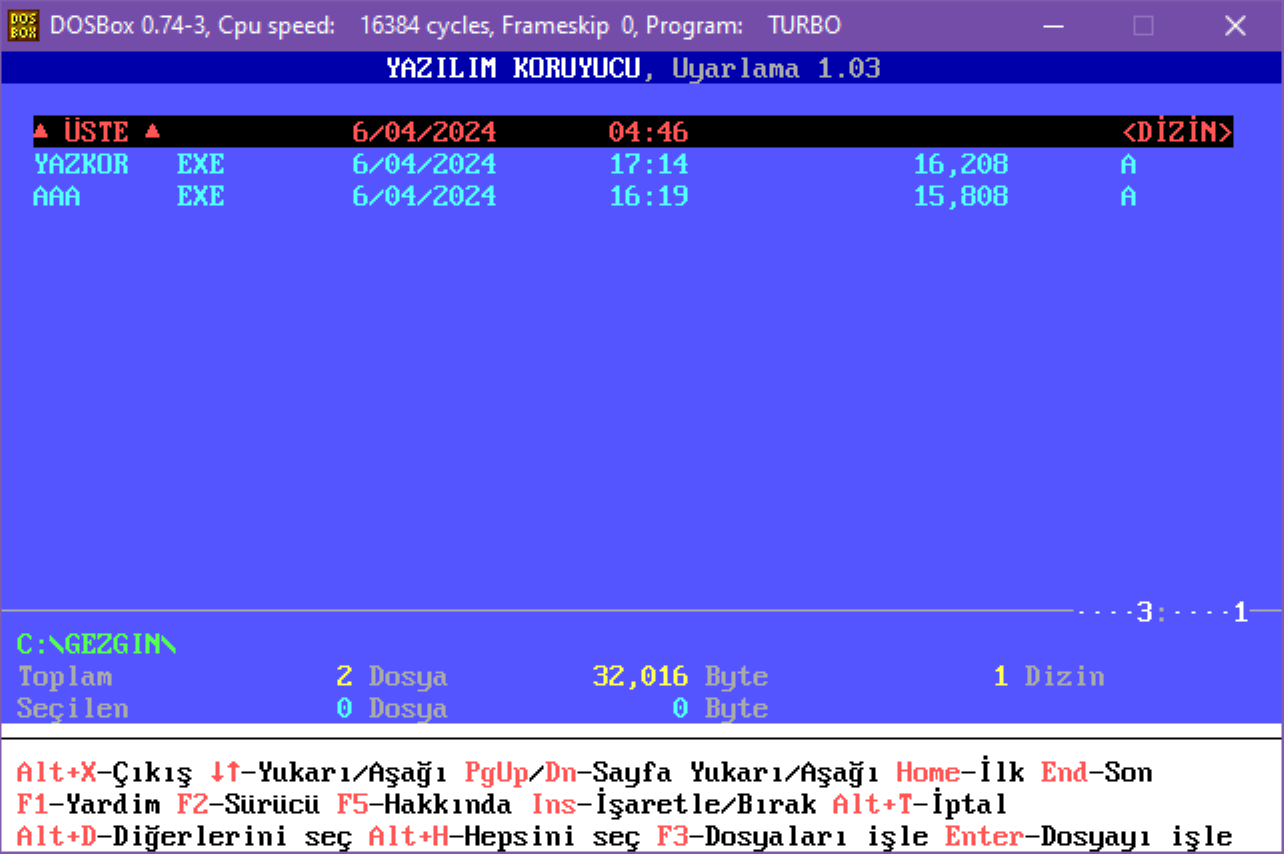 DOS BOX DOSBox 0.74-3, Cpu speed: 16384 cycles, Frameskip 0, Program: TURBO
YAZILIM KORUYUCU, Uyarlama 1.03
▲ ÜSTE ▲ 6/04/2024 04:46 <DİZİN>
YAZKOR EXE 6/04/2024 17:14 16,208 A
AAA EXE 6/04/2024 16:19 15,808 A
····3:····1
C:\GEZGIN\
Toplam 2 Dosya 32,016 Byte 1 Dizin
Seçilen 0 Dosya 0 Byte
Alt+X-Çıkış ↓↑-Yukarı/Aşağı PgUp/Dn-Sayfa Yukarı/Aşağı Home-İlk End-Son
F1-Yardim F2-Sürücü F5-Hakkında Ins-İşaretle/Bırak Alt+T-İptal
Alt+D-Diğerlerini seç Alt+H-Hepsini seç F3-Dosyaları işle Enter-Dosyayı işle